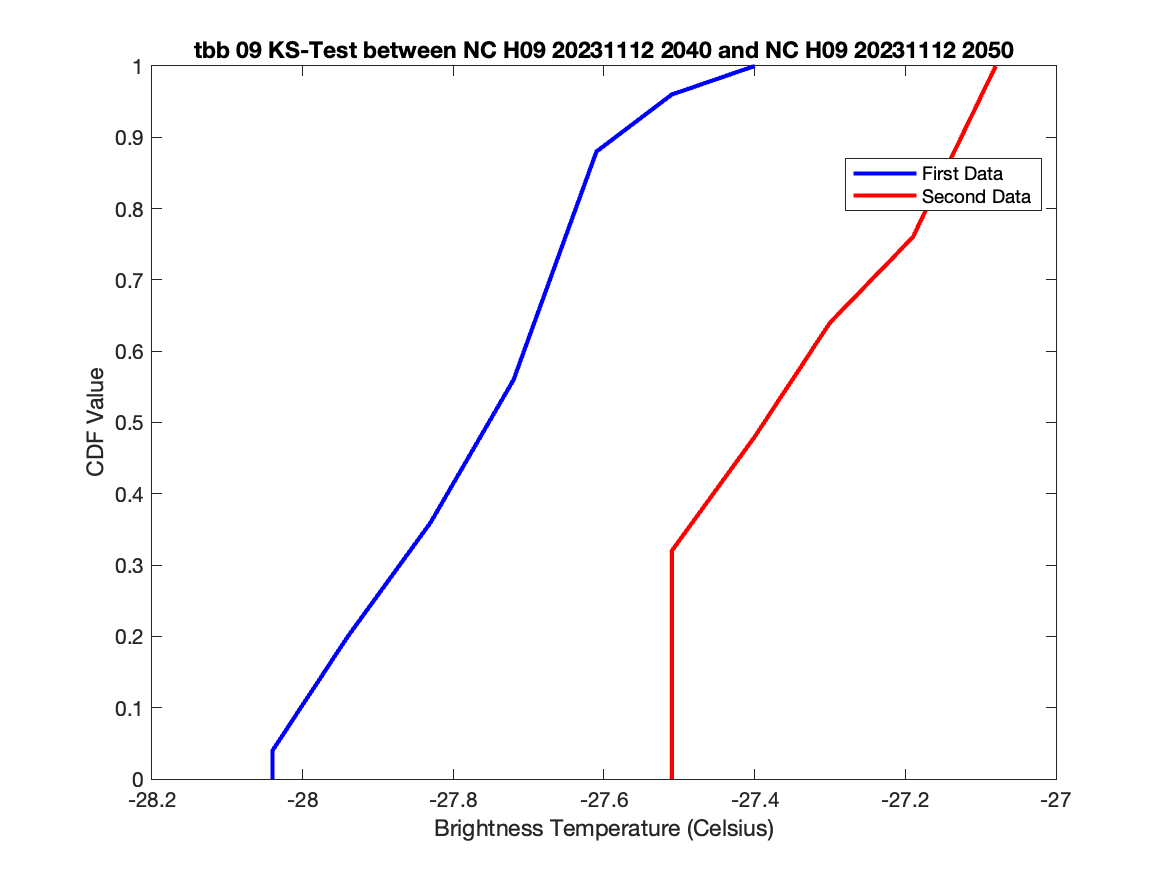 tbb 09 KS-Test between NC H09 20231112 2040 and NC H09 20231112 2050
1
0.9
0.8
0.7
0.6
0.5
0.4
0.3
0.2
0.1
0
CDF Value
First Data
Second Data
-28.2 -28 -27.8 -27.6 -27.4 -27.2 -27
Brightness Temperature (Celsius)